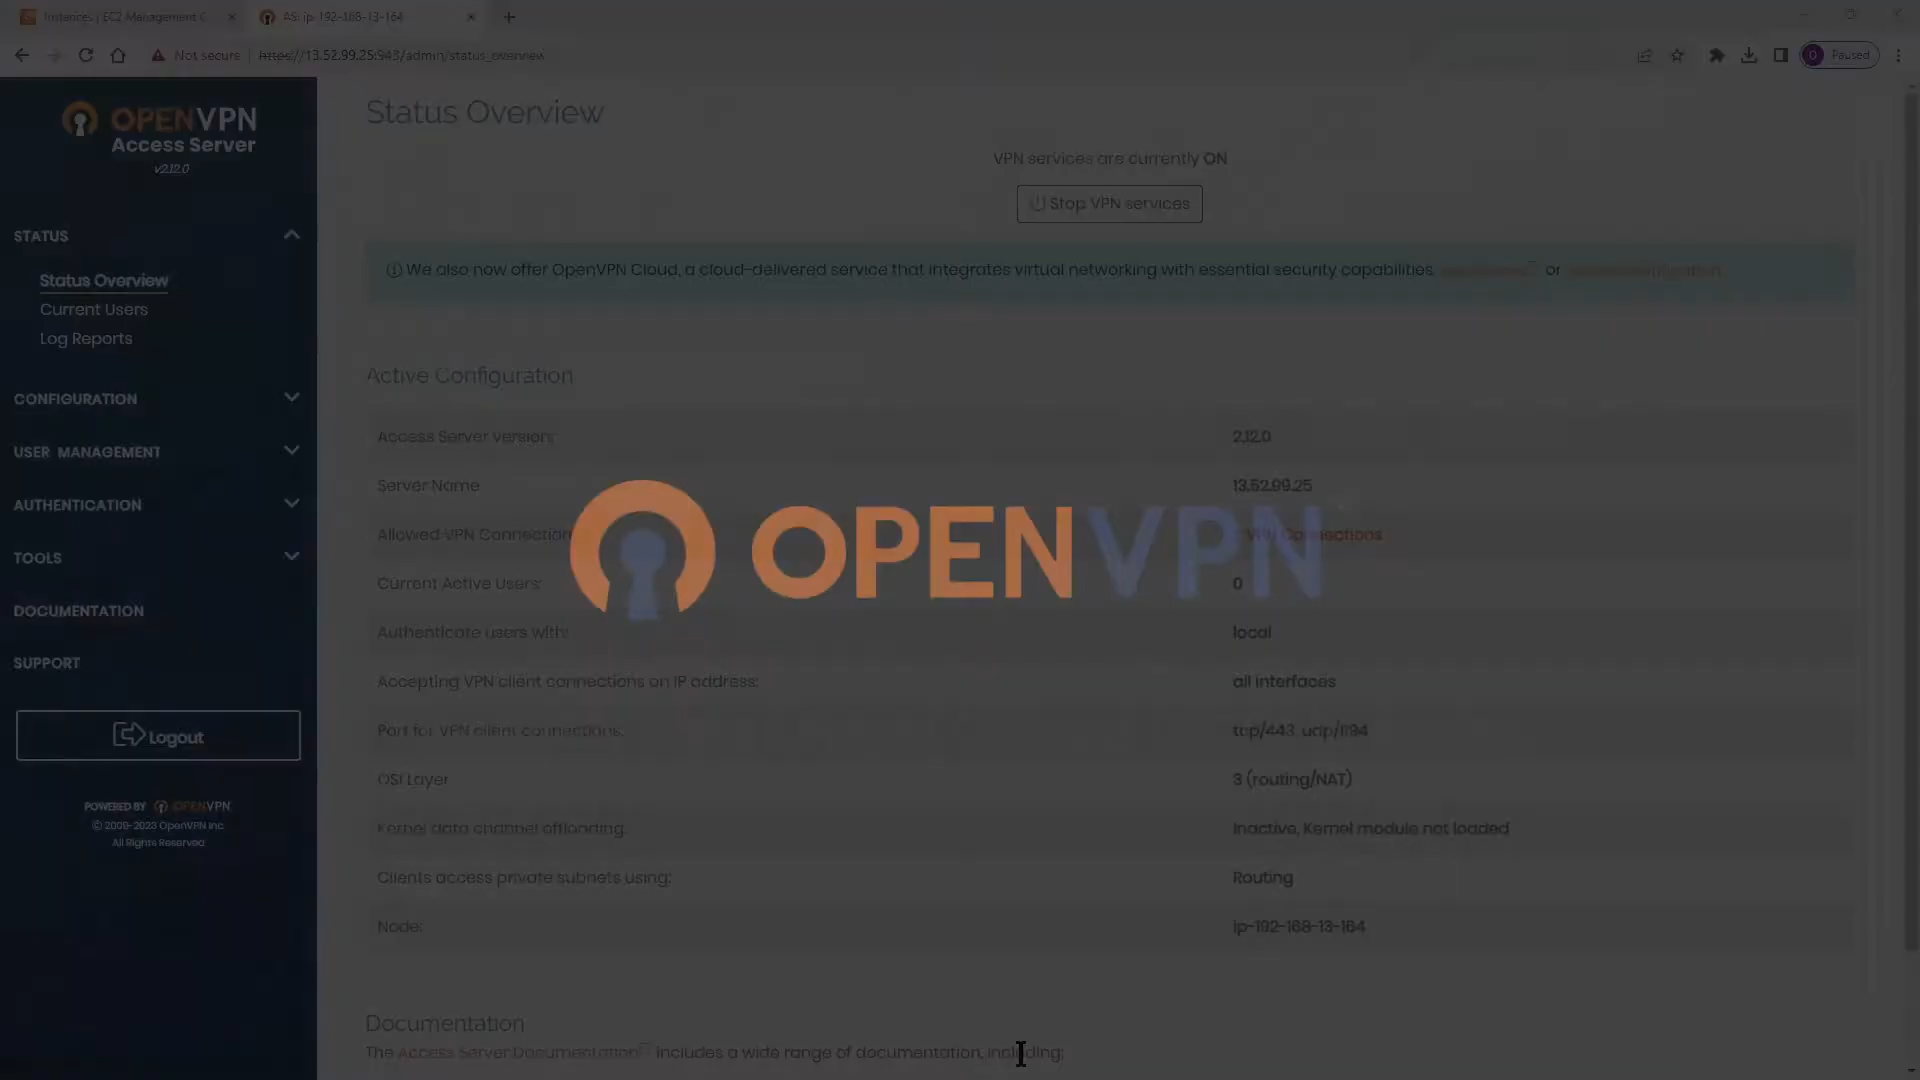 Instances | EC2 Management C
AS: ip-192-168-13-164
Not secure
https://13.52.99.25:943/admin/status_overview
Paused
OPENVPN
Access Server
v2.12.0
STATUS
Status Overview
Current Users
Log Reports
CONFIGURATION
USER MANAGEMENT
AUTHENTICATION
TOOLS
DOCUMENTATION
SUPPORT
Logout
POWERED BY OPENVPN
© 2009-2023 OpenVPN Inc.
All Rights Reserved
Status Overview
VPN services are currently ON
Stop VPN services
We also now offer OpenVPN Cloud, a cloud-delivered service that integrates virtual networking with essential security capabilities. or
Active Configuration
Access Server version: 2.12.0
Server Name 13.52.99.25
Allowed VPN Connection VPN Connections
Current Active Users: 0
Authenticate users with: local
Accepting VPN client connections on IP address: all interfaces
Port for VPN client connections: tcp/443, udp/1194
OSI Layer 3 (routing/NAT)
Kernel data channel offloading: Inactive, Kernel module not loaded
Clients access private subnets using: Routing
Node: ip-192-168-13-164
OPENVPN
Documentation
The Access Server Documentation includes a wide range of documentation, including: